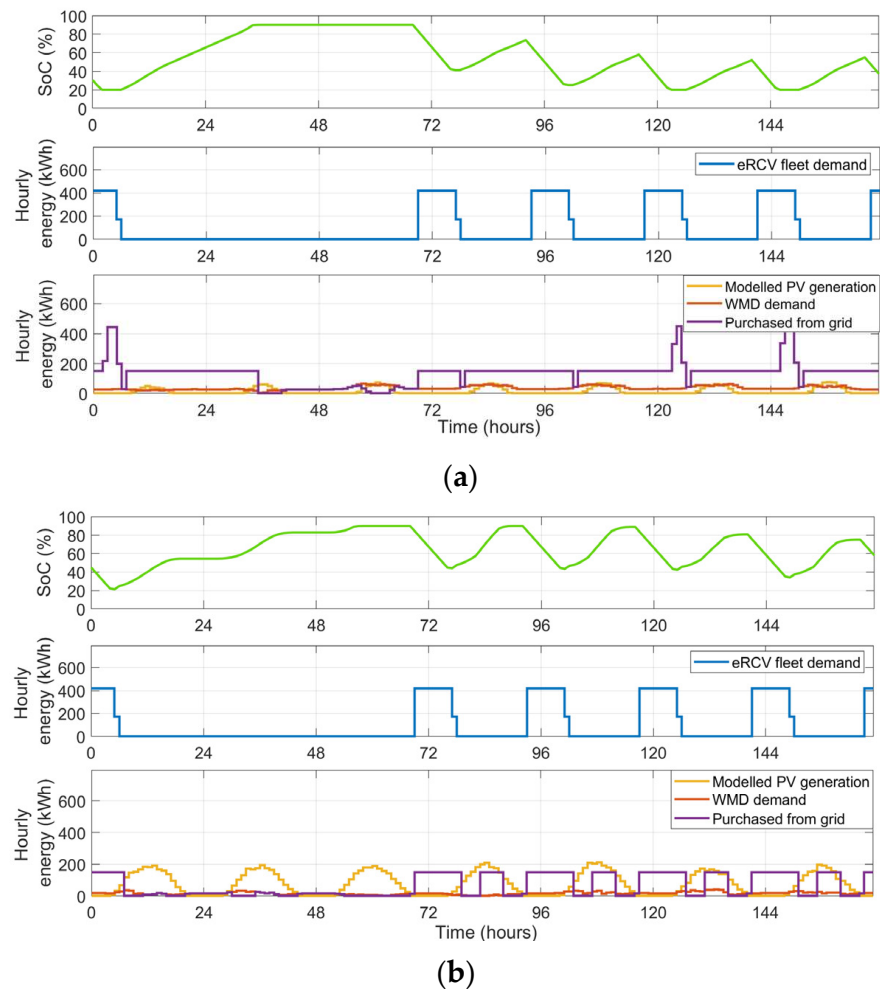 100
80
SoC (%)
60
40
20
0
0 24 48 72 96 120 144
Hourly
energy (kWh)
600
400
200
0
eRCV fleet demand
0 24 48 72 96 120 144
Hourly
energy (kWh)
600
400
200
0
Modelled PV generation
WMD demand
Purchased from grid
0 24 48 72 96 120 144
Time (hours)
(a)
100
80
SoC (%)
60
40
20
0
0 24 48 72 96 120 144
Hourly
energy (kWh)
600
400
200
0
eRCV fleet demand
0 24 48 72 96 120 144
Hourly
energy (kWh)
600
400
200
0
Modelled PV generation
WMD demand
Purchased from grid
0 24 48 72 96 120 144
Time (hours)
(b)